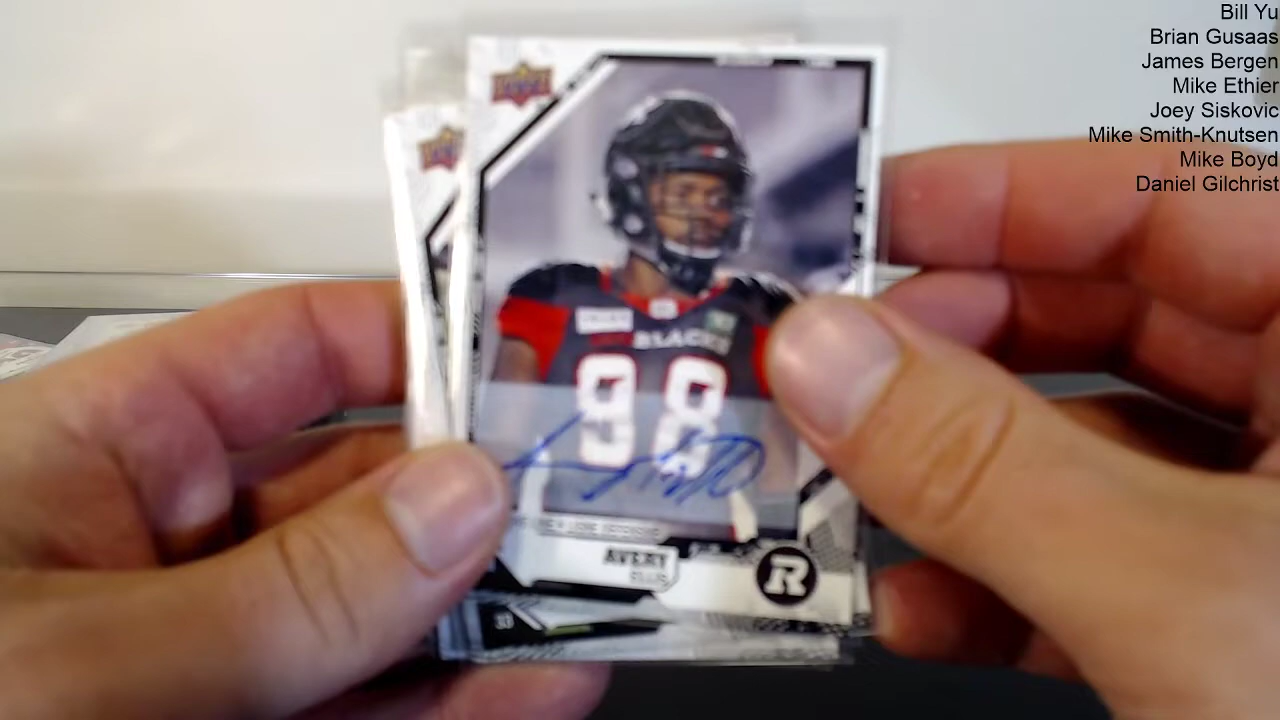 Bill Yu
Brian Gusaas
James Bergen
Mike Ethier
Joey Siskovic
Mike Smith-Knutsen
Mike Boyd
Daniel Gilchrist
BLACKS
98
AVERY
ELLIS
R